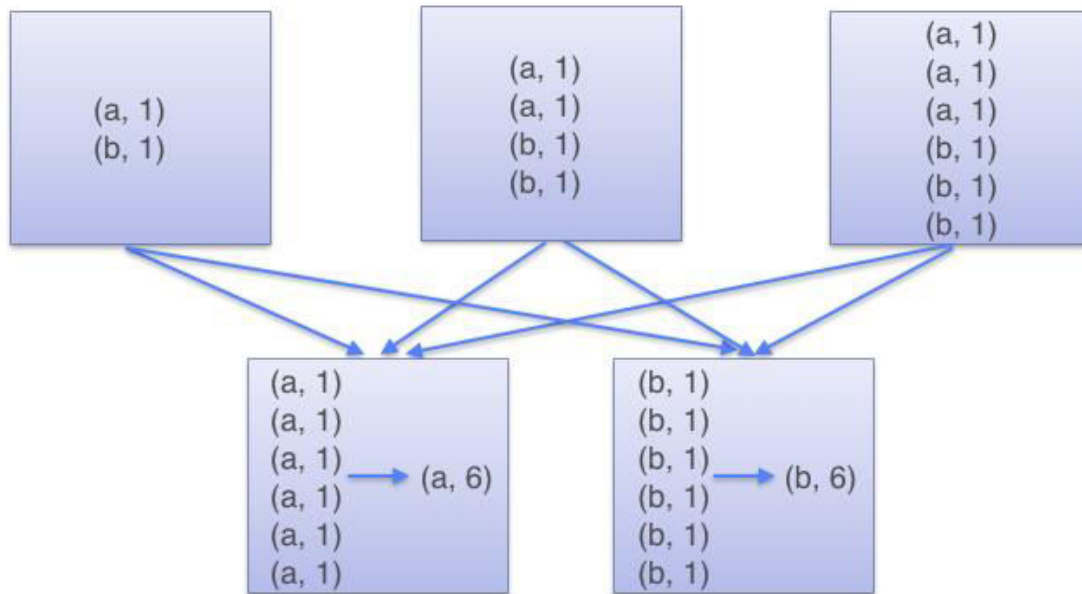 (a, 1)
(b, 1)
(a, 1)
(a, 1)
(b, 1)
(b, 1)
(a, 1)
(a, 1)
(a, 1)
(b, 1)
(b, 1)
(b, 1)
(a, 1)
(a, 1)
(a, 1)
(a, 1)
(a, 1)
(a, 1)
(a, 6)
(b, 1)
(b, 1)
(b, 1)
(b, 1)
(b, 1)
(b, 1)
(b, 6)